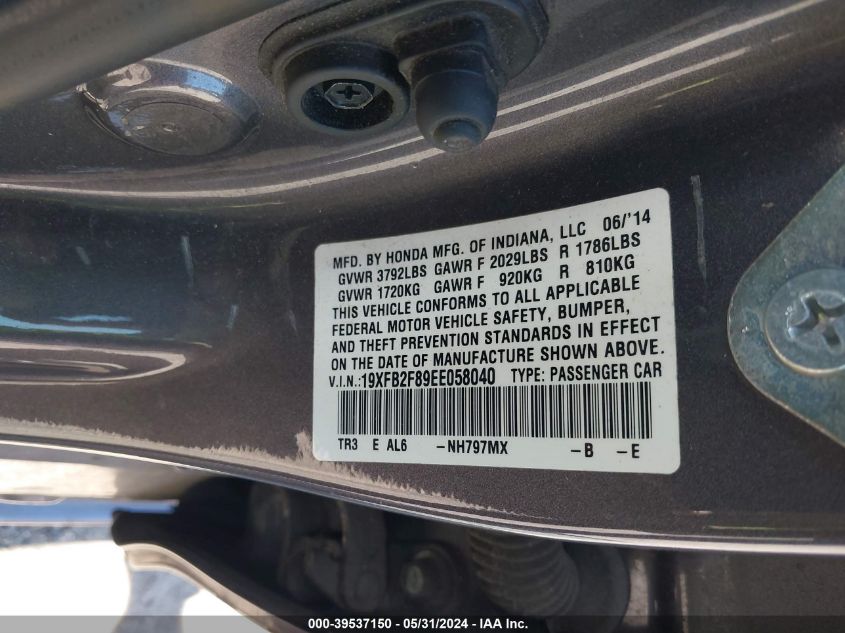 MFD. BY HONDA MFG. OF INDIANA, LLC 06/'14
GVWR 3792LBS GAWR F 2029LBS R 1786LBS
GVWR 1720KG GAWR F 920KG R 810KG
THIS VEHICLE CONFORMS TO ALL APPLICABLE
FEDERAL MOTOR VEHICLE SAFETY, BUMPER,
AND THEFT PREVENTION STANDARDS IN EFFECT
ON THE DATE OF MANUFACTURE SHOWN ABOVE.
V.I.N.:19XFB2F89EE058040 TYPE: PASSENGER CAR
TR3 E AL6 -NH797MX -B -E
000-39537150 - 05/31/2024 - IAA Inc.